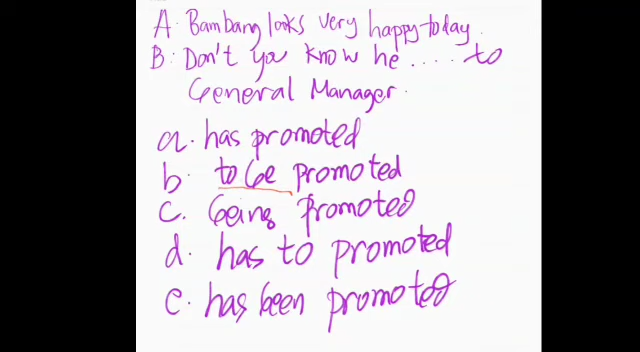 A. Bambang looks very happy today.
B: Don't you know he .... to
General Manager.
a. has promoted
b. to be promoted
c. being promoted
d. has to promoted
e. has been promoted